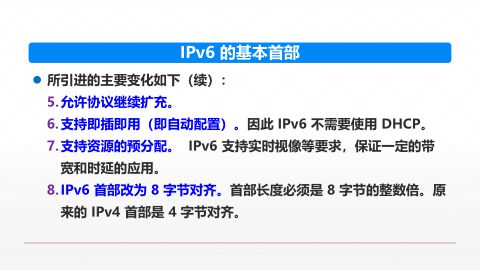 IPv6 的基本首部
所引进的主要变化如下（续）：
5. 允许协议继续扩充。
6. 支持即插即用（即自动配置）。因此 IPv6 不需要使用 DHCP。
7. 支持资源的预分配。 IPv6 支持实时视像等要求，保证一定的带
宽和时延的应用。
8. IPv6 首部改为 8 字节对齐。首部长度必须是 8 字节的整数倍。原
来的 IPv4 首部是 4 字节对齐。